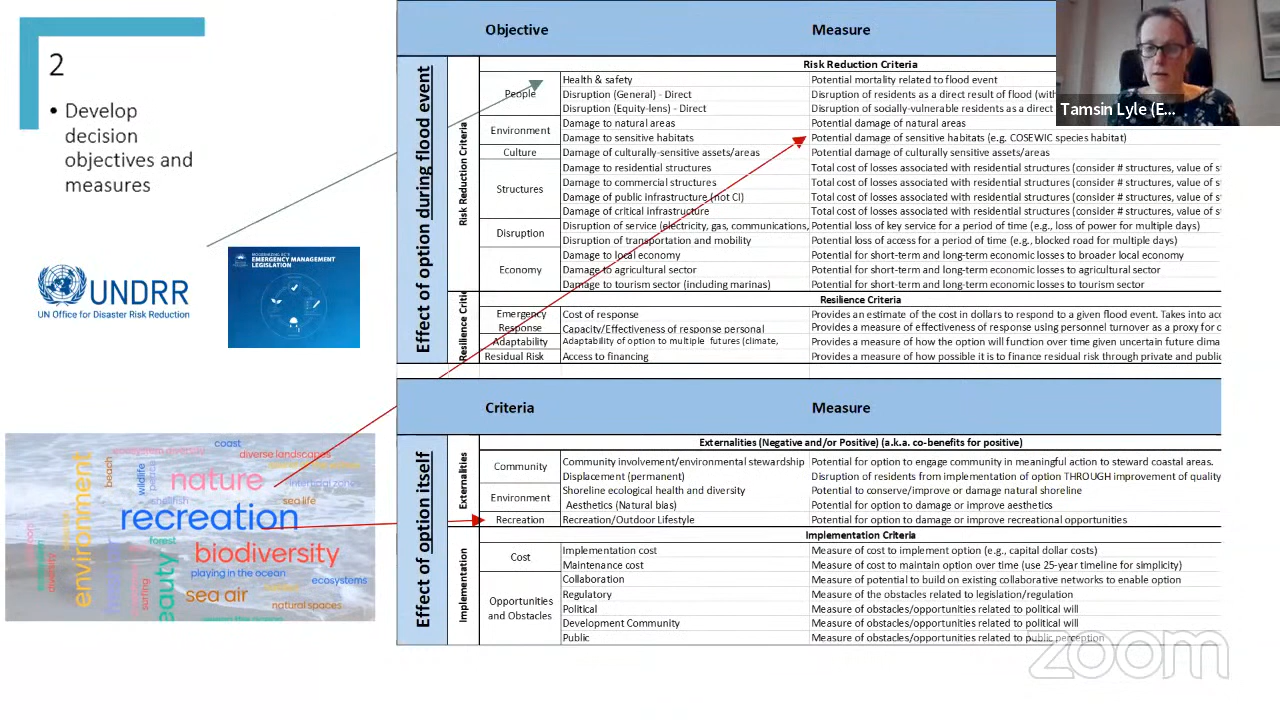 2
• Develop
decision
objectives and
measures
UNDRR
UN Office for Disaster Risk Reduction
MODERNIZING BC'S
EMERGENCY MANAGEMENT
LEGISLATION
coast
ecosystem diversity
diverse landscapes
nature
beach
wildlife
environment
intertidal zones
shellfish
sea life
recreation
forest
biodiversity
diversity
playing in the ocean
ecosystems
surfing
eauty
sea air
natural spaces
Objective Measure
Effect of option during flood event
Risk Reduction Criteria
Risk Reduction Criteria
People
Health & safety Potential mortality related to flood event
Disruption (General) - Direct Disruption of residents as a direct result of flood (with
Disruption (Equity-lens) - Direct Disruption of socially-vulnerable residents as a direct
Environment
Damage to natural areas Potential damage of natural areas
Damage to sensitive habitats Potential damage of sensitive habitats (e.g. COSEWIC species habitat)
Culture Damage of culturally-sensitive assets/areas Potential damage of culturally sensitive assets/areas
Structures
Damage to residential structures Total cost of losses associated with residential structures (consider # structures, value of s
Damage to commercial structures Total cost of losses associated with residential structures (consider # structures, value of s
Damage of public infrastructure (not CI) Total cost of losses associated with residential structures (consider # structures, value of s
Damage of critical infrastructure Total cost of losses associated with residential structures (consider # structures, value of s
Disruption
Disruption of service (electricity, gas, communications, Potential loss of key service for a period of time (e.g., loss of power for multiple days)
Disruption of transportation and mobility Potential loss of access for a period of time (e.g., blocked road for multiple days)
Economy
Damage to local economy Potential for short-term and long-term economic losses to broader local economy
Damage to agricultural sector Potential for short-term and long-term economic losses to agricultural sector
Damage to tourism sector (including marinas) Potential for short-term and long-term economic losses to tourism sector
Resilience Crite
Resilience Criteria
Emergency
Response
Cost of response Provides an estimate of the cost in dollars to respond to a given flood event. Takes into acc
Capacity/Effectiveness of response personal Provides a measure of effectiveness of response using personnel turnover as a proxy for c
Adaptability Adaptability of option to multiple futures (climate, Provides a measure of how the option will function over time given uncertain future clima
Residual Risk Access to financing Provides a measure of how possible it is to finance residual risk through private and public
Criteria Measure
Effect of option itself
Externalities
Externalities (Negative and/or Positive) (a.k.a. co-benefits for positive)
Community
Community involvement/environmental stewardship Potential for option to engage community in meaningful action to steward coastal areas.
Displacement (permanent) Disruption of residents from implementation of option THROUGH improvement of quality
Environment
Shoreline ecological health and diversity Potential to conserve/improve or damage natural shoreline
Aesthetics (Natural bias) Potential for option to damage or improve aesthetics
Recreation Recreation/Outdoor Lifestyle Potential for option to damage or improve recreational opportunities
Implementation
Implementation Criteria
Cost
Implementation cost Measure of cost to implement option (e.g., capital dollar costs)
Maintenance cost Measure of cost to maintain option over time (use 25-year timeline for simplicity)
Opportunities
and Obstacles
Collaboration Measure of potential to build on existing collaborative networks to enable option
Regulatory Measure of the obstacles related to legislation/regulation
Political Measure of obstacles/opportunities related to political will
Development Community Measure of obstacles/opportunities related to political will
Public Measure of obstacles/opportunities related to public perception
Tamsin Lyle (E...
zoom